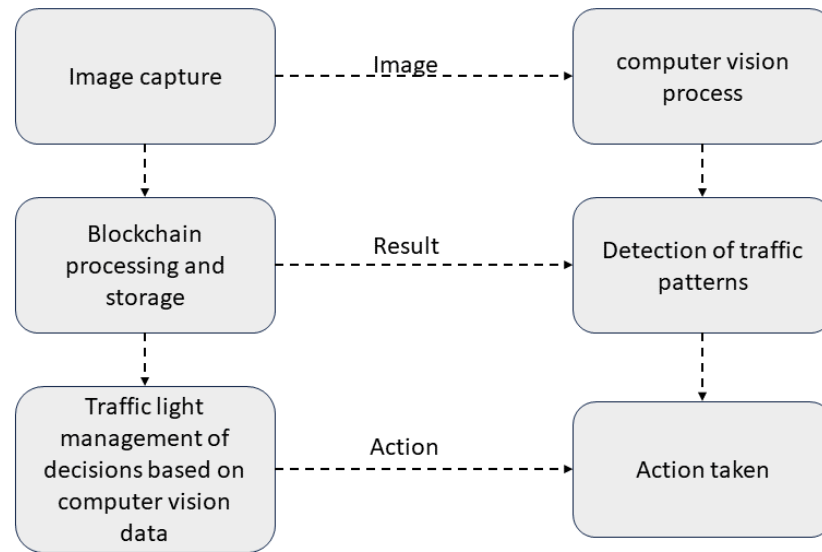 Image capture
Image
computer vision
process
Blockchain
processing and
storage
Result
Detection of traffic
patterns
Traffic light
management of
decisions based on
computer vision
data
Action
Action taken